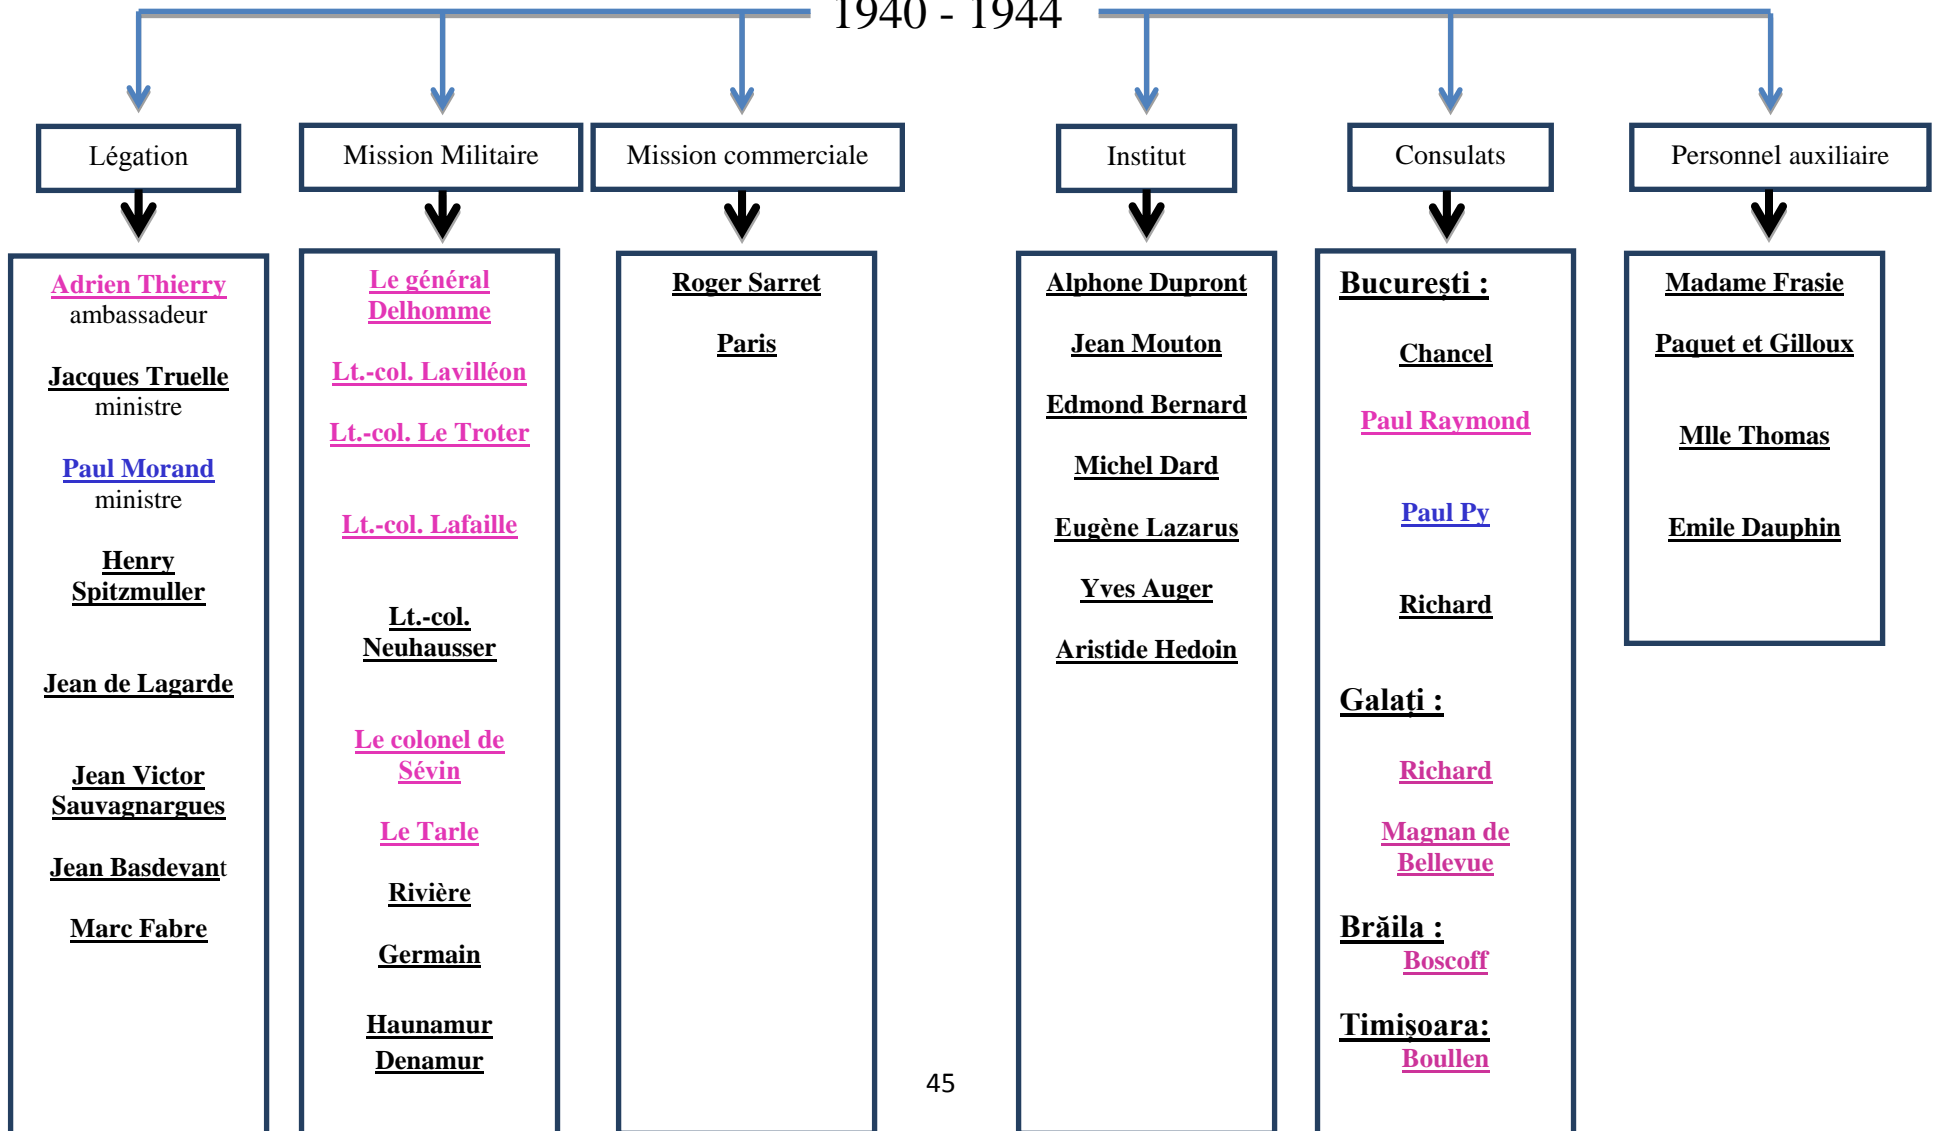 1940 - 1944
Légation
Mission Militaire
Mission commerciale
Institut
Consulats
Personnel auxiliaire
Adrien Thierry
ambassadeur
Jacques Truelle
ministre
Paul Morand
ministre
Henry
Spitzmuller
Jean de Lagarde
Jean Victor
Sauvagnargues
Jean Basdevant
Marc Fabre
Le général
Delhomme
Lt.-col. Lavilléon
Lt.-col. Le Troter
Lt.-col. Lafaille
Lt.-col.
Neuhausser
Le colonel de
Sévin
Le Tarle
Rivière
Germain
Haunamur
Denamur
Roger Sarret
Paris
Alphone Dupront
Jean Mouton
Edmond Bernard
Michel Dard
Eugène Lazarus
Yves Auger
Aristide Hedoin
București :
Chancel
Paul Raymond
Paul Py
Richard
Galați :
Richard
Magnan de
Bellevue
Brăila :
Boscoff
Timișoara:
Boullen
Madame Frasie
Paquet et Gilloux
Mlle Thomas
Emile Dauphin
45